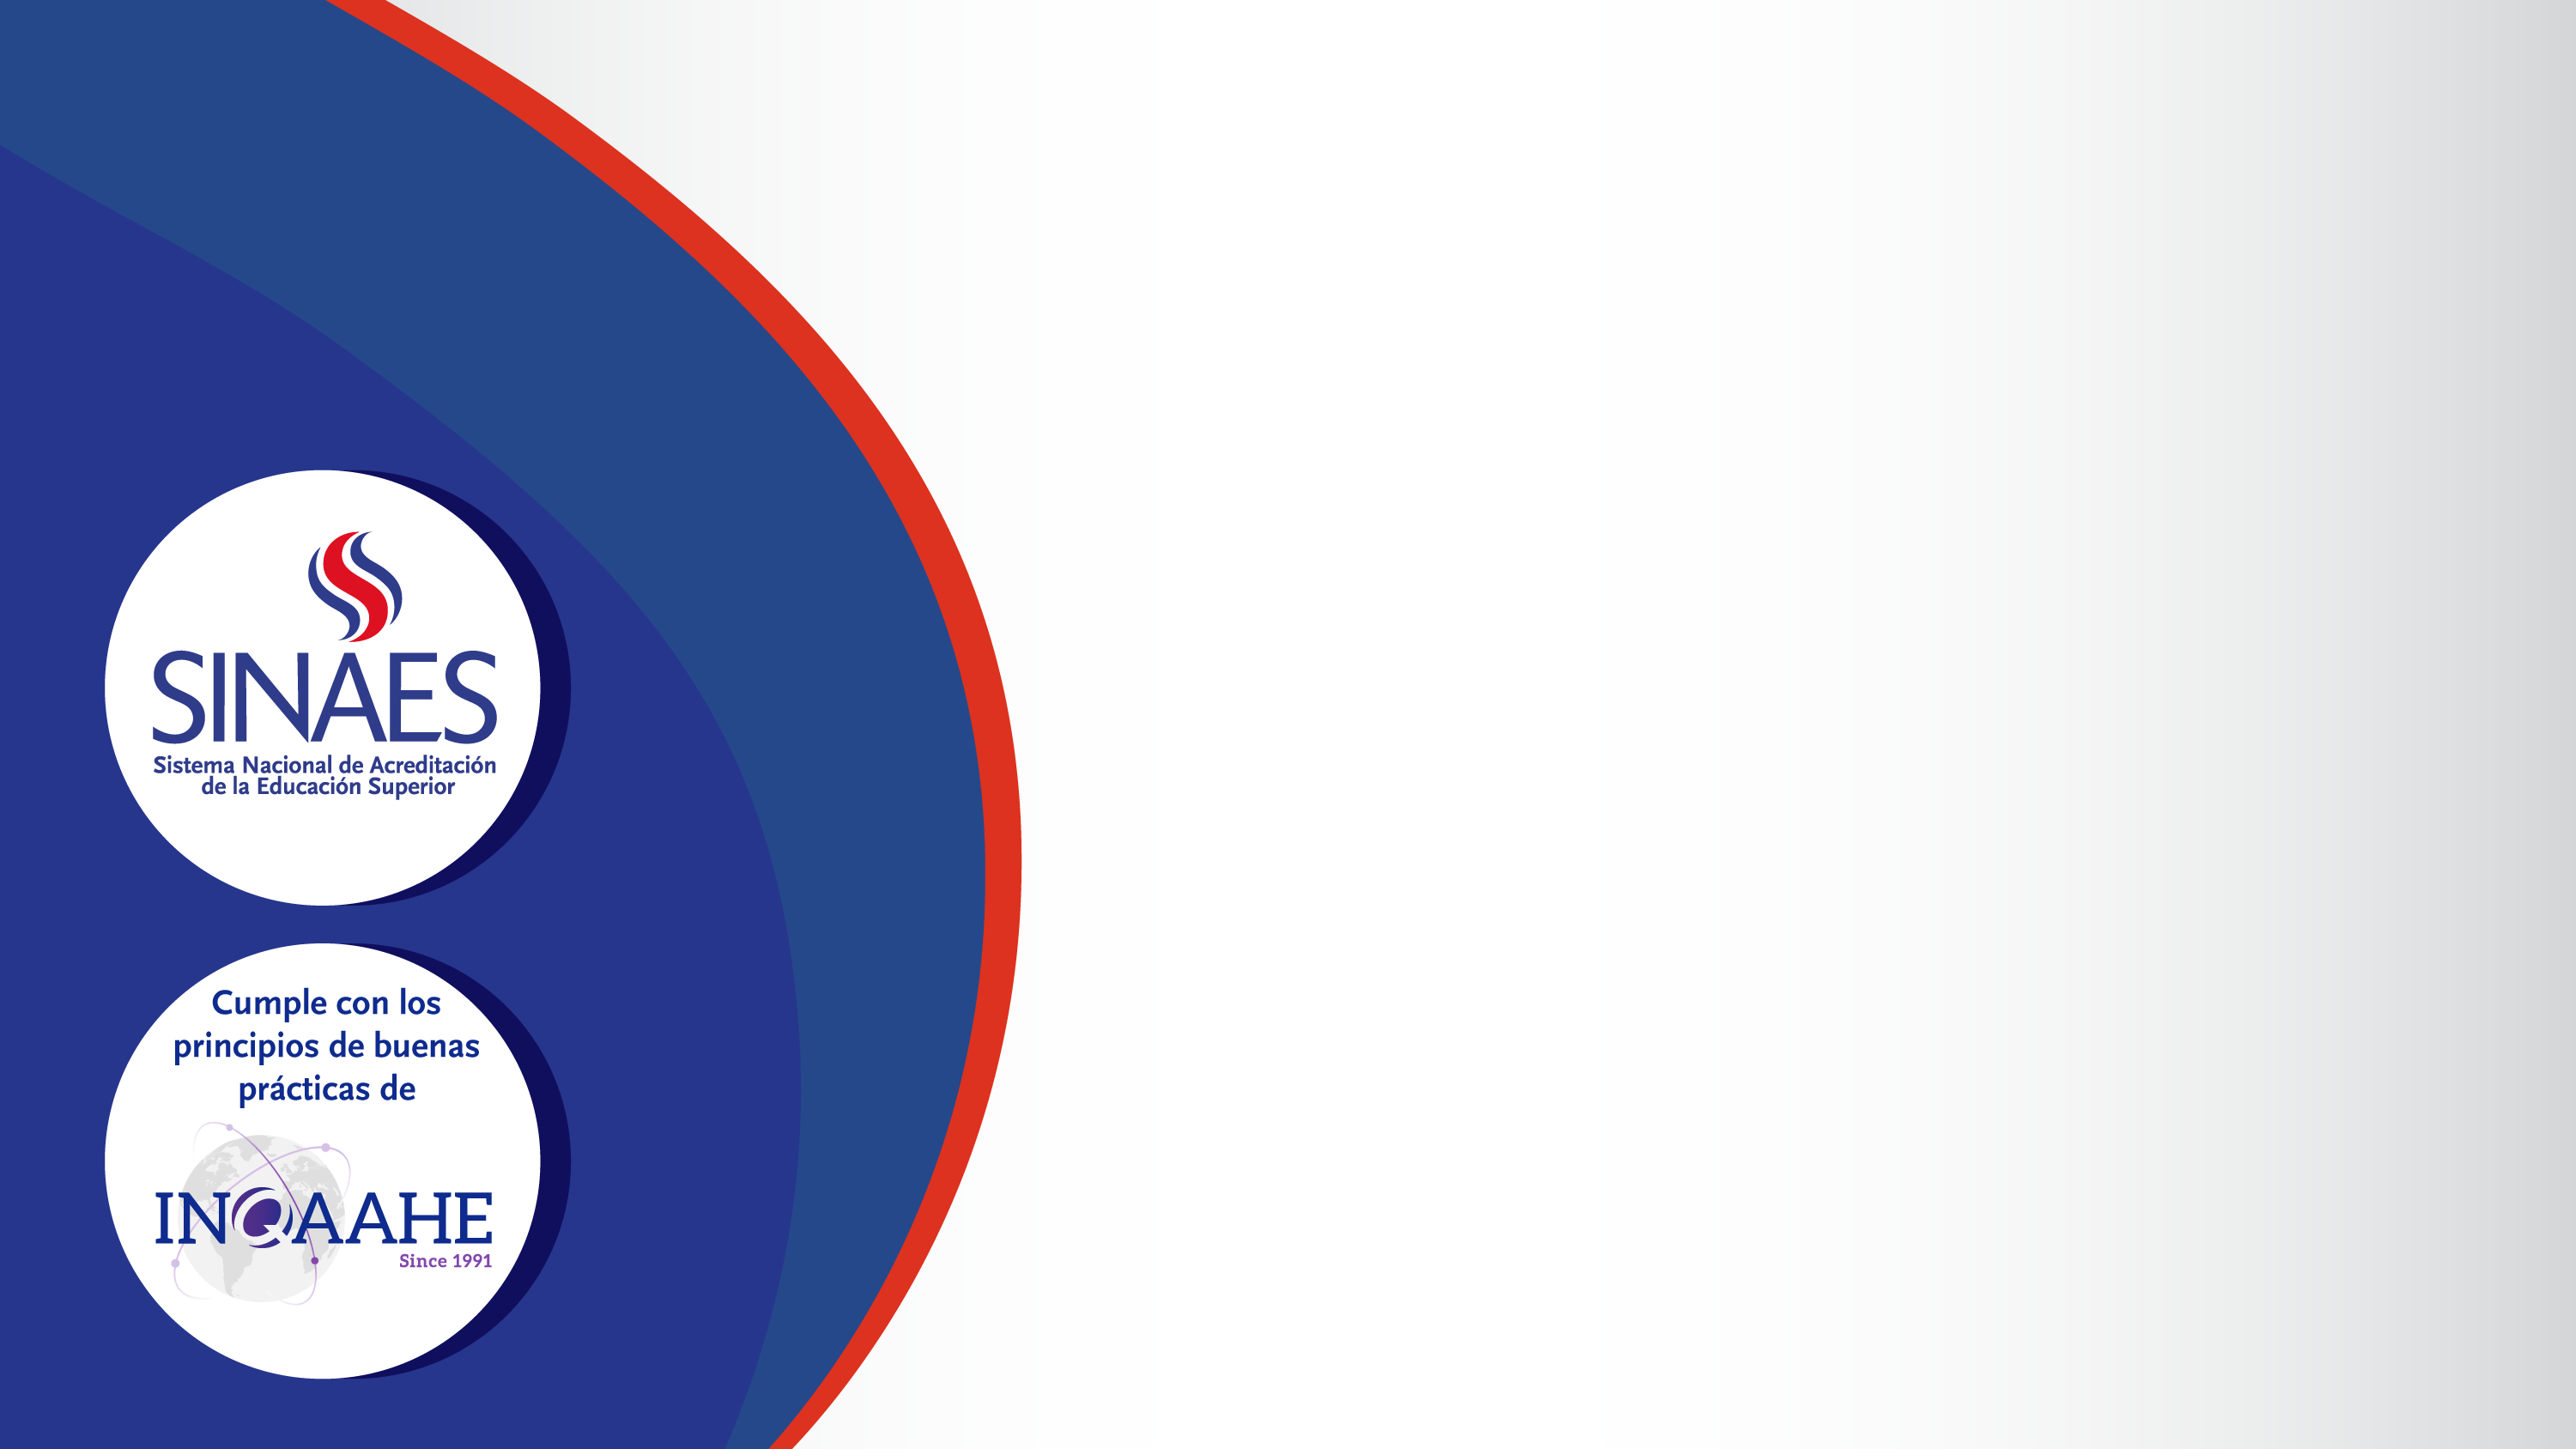 SINAES
Sistema Nacional de Acreditación
de la Educación Superior
Cumple con los
principios de buenas
prácticas de
INQAAHE
Since 1991